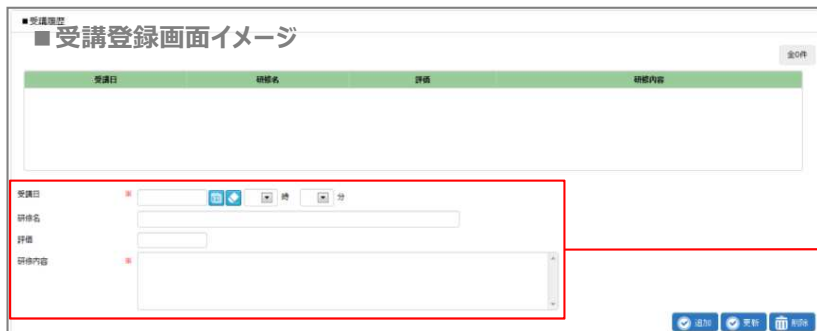 ■受講履歴
■受講登録画面イメージ
全0件
受講日 研修名 評価 研修内容
受講日 ※ 時 分
研修名
評価
研修内容 ※
追加 更新 削除